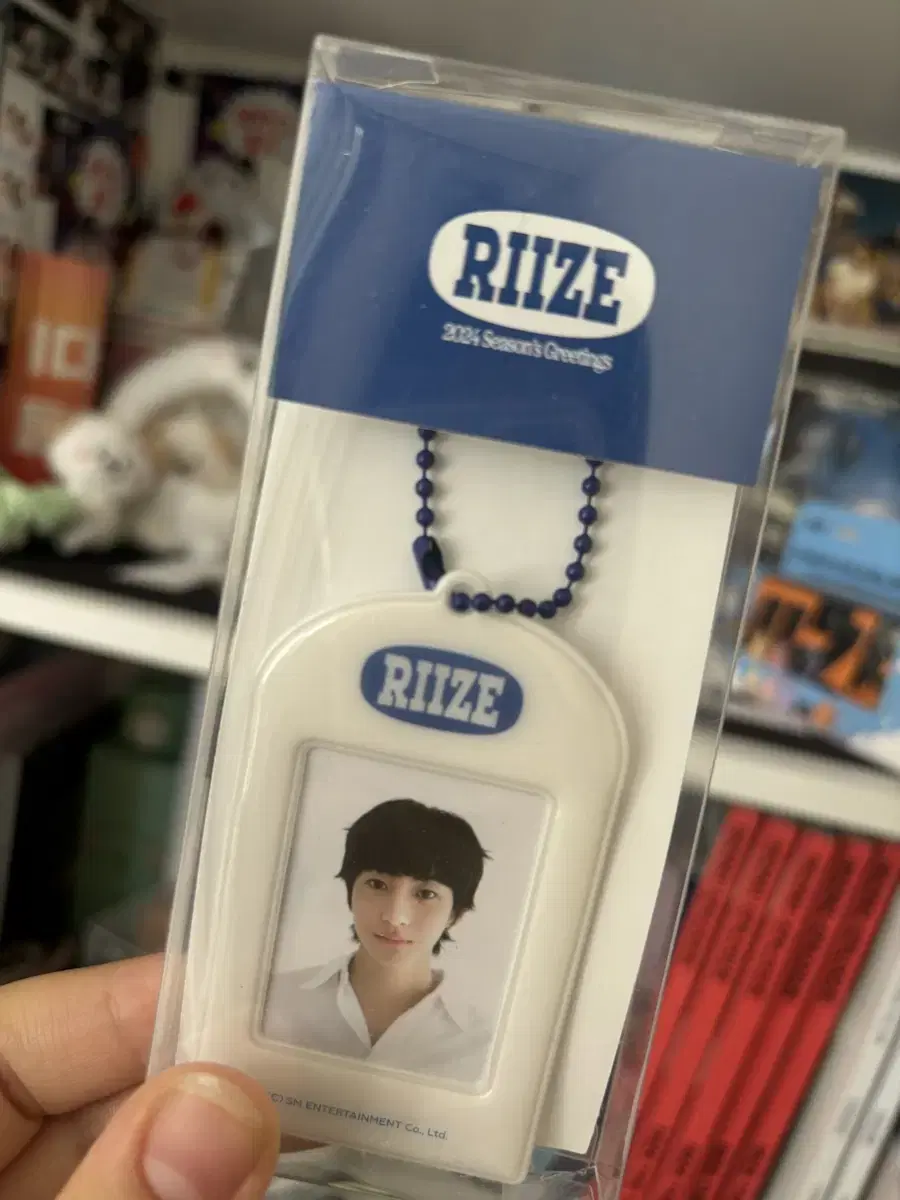 RIIZE
2024 Season's Greetings
RIIZE
(C) SM ENTERTAINMENT Co., Ltd.